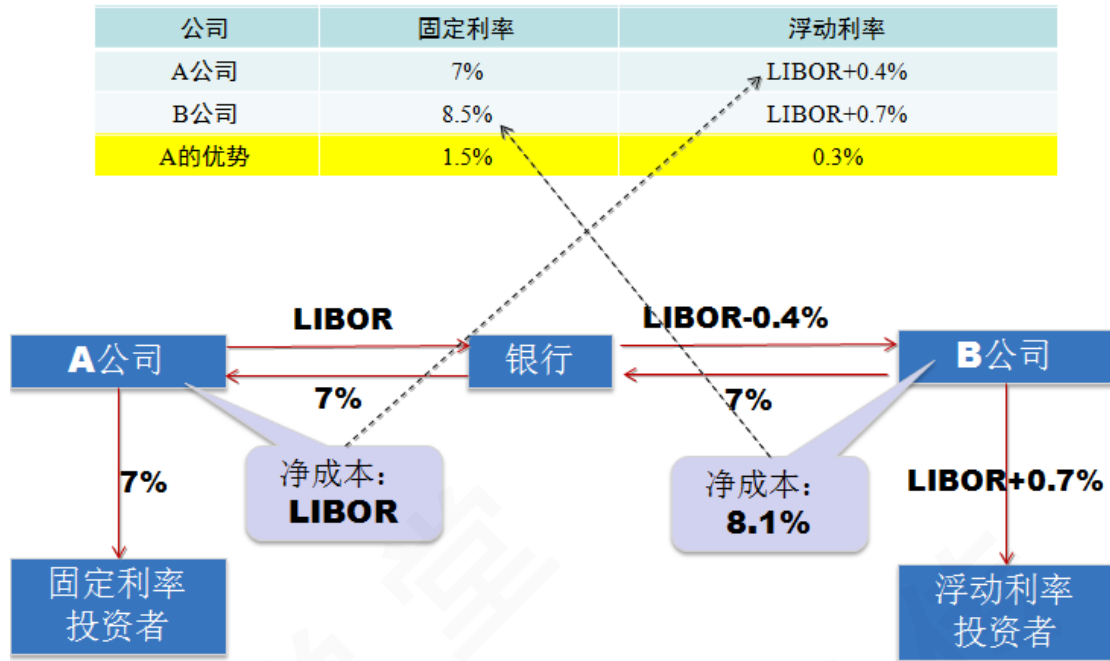 公司 固定利率 浮动利率
A公司 7% LIBOR+0.4%
B公司 8.5% LIBOR+0.7%
A的优势 1.5% 0.3%
LIBOR LIBOR-0.4%
A公司 银行 B公司
7% 7%
净成本：
LIBOR
净成本：
8.1%
7% LIBOR+0.7%
固定利率
投资者
浮动利率
投资者